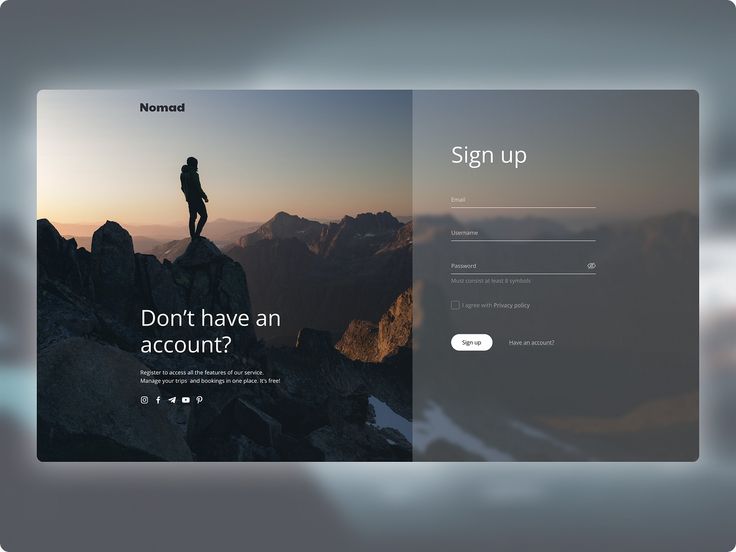 Nomad
Don't have an
account?
Register to access all the features of our service.
Manage your trips and bookings in one place. It's free!
Sign up
Email
Username
Password
Must consist at least 8 symbols
I agree with Privacy policy
Sign up
Have an account?